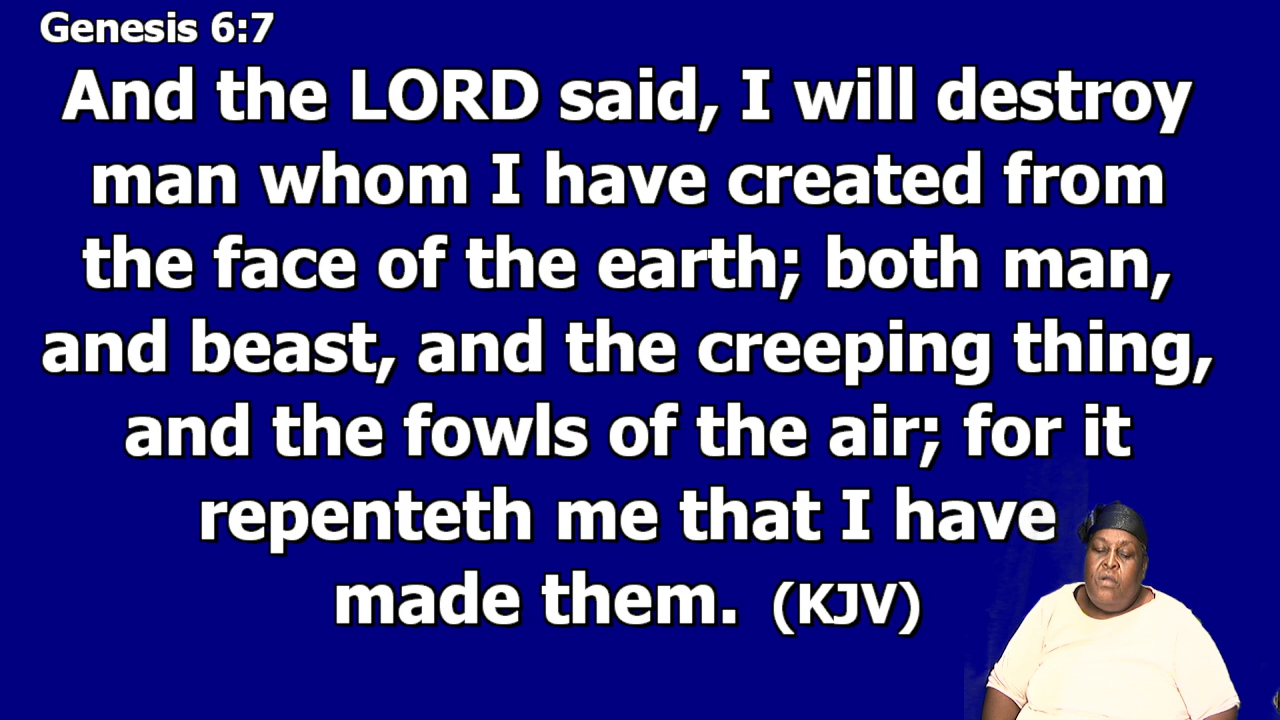 Genesis 6:7
And the LORD said, I will destroy
man whom I have created from
the face of the earth; both man,
and beast, and the creeping thing,
and the fowls of the air; for it
repenteth me that I have
made them. (KJV)